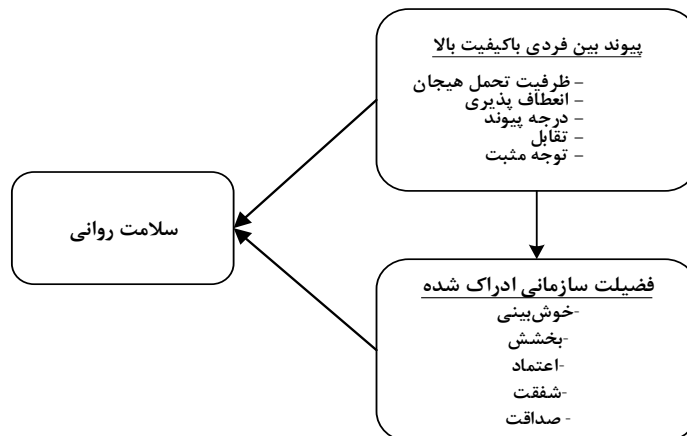 پیوند بین فردی باکیفیت بالا
– ظرفیت تحمل هیجان
– انعطاف پذیری
– درجه پیوند
– تقابل
– توجه مثبت
سلامت روانی
فضیلت سازمانی ادراک شده
-خوش‌بینی
-بخشش
-اعتماد
-شفقت
- صداقت